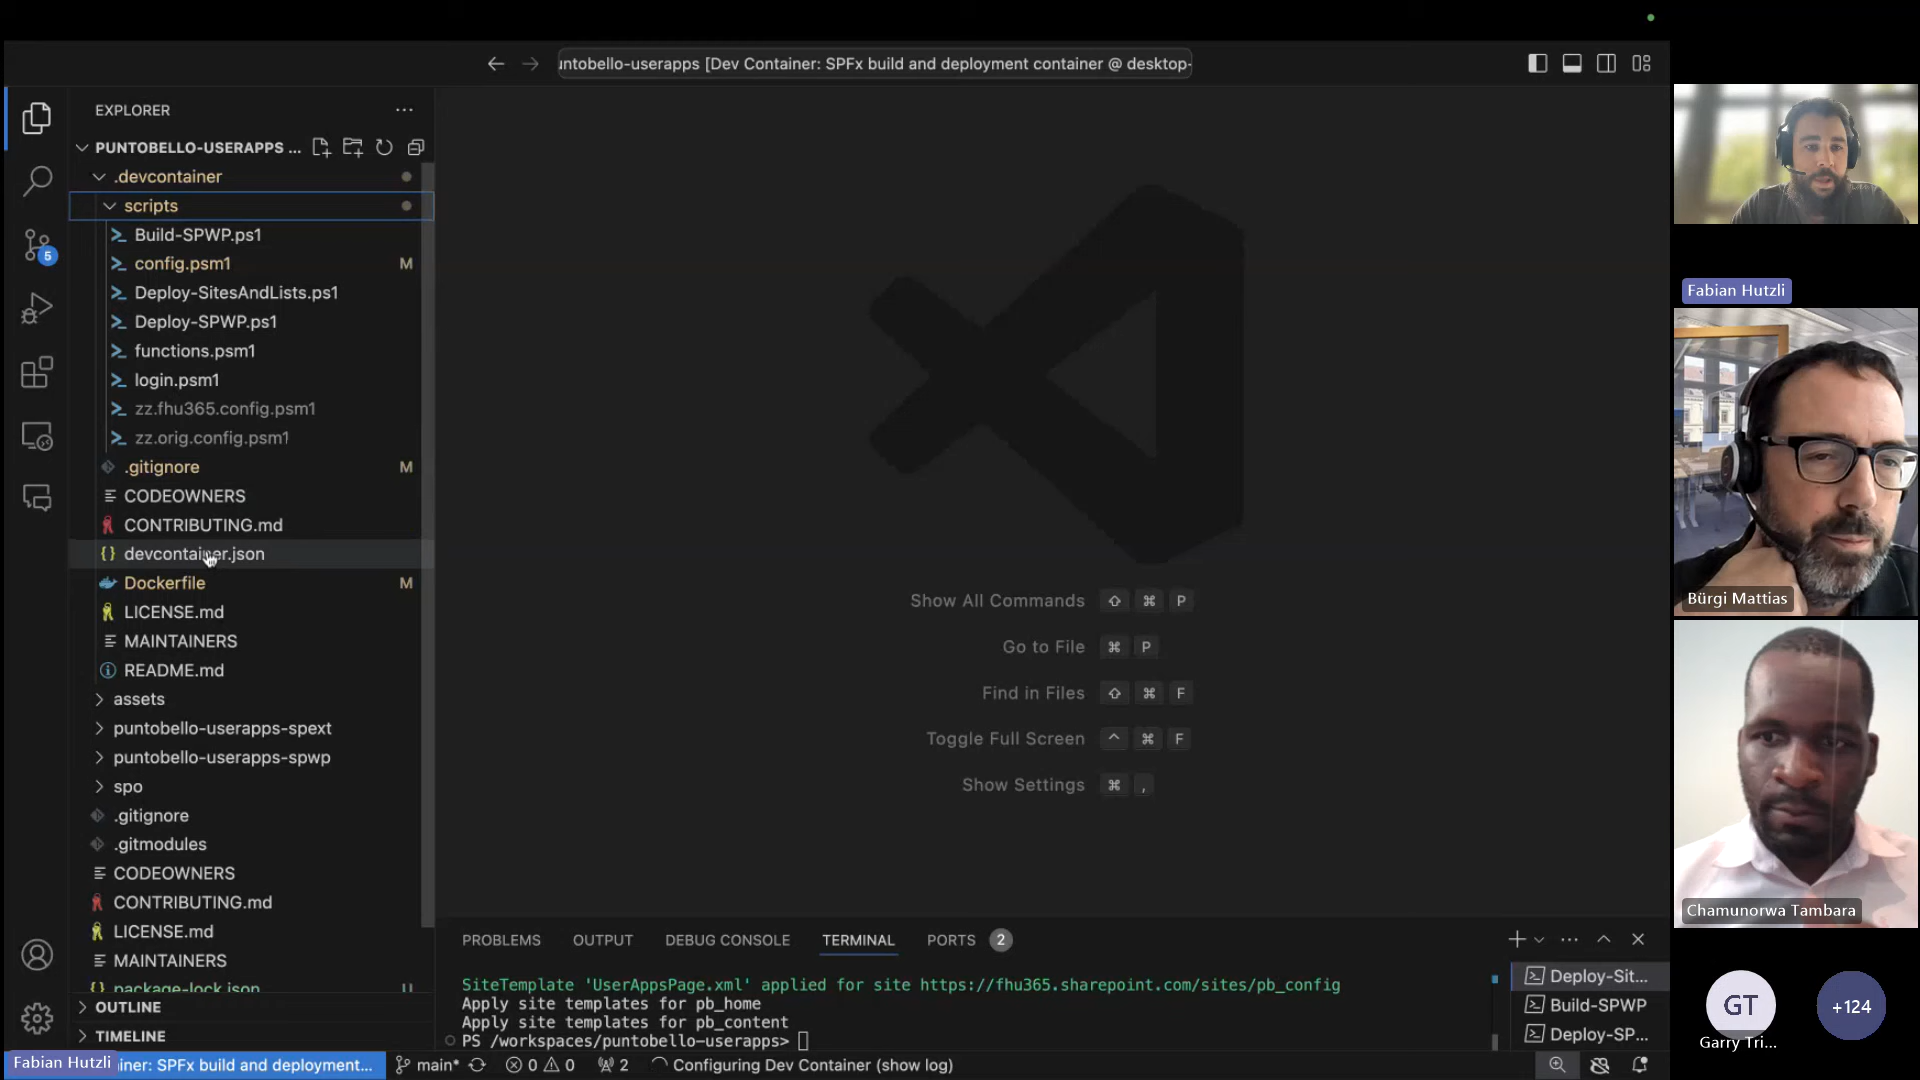 untobello-userapps [Dev Container: SPFx build and deployment container @ desktop-
EXPLORER
PUNTOBELLO-USERAPPS ...
.devcontainer
scripts
Build-SPWP.ps1
config.psm1 M
Deploy-SitesAndLists.ps1
Deploy-SPWP.ps1
functions.psm1
login.psm1
zz.fhu365.config.psm1
zz.orig.config.psm1
.gitignore M
CODEOWNERS
CONTRIBUTING.md
devcontainer.json
Dockerfile M
LICENSE.md
MAINTAINERS
README.md
assets
puntobello-userapps-spext
puntobello-userapps-spwp
spo
.gitignore
.gitmodules
CODEOWNERS
CONTRIBUTING.md
LICENSE.md
MAINTAINERS
package-lock.json U
OUTLINE
TIMELINE
5
Show All Commands ⇧ ⌘ P
Go to File ⌘ P
Find in Files ⇧ ⌘ F
Toggle Full Screen ^ ⌘ F
Show Settings ⌘ ,
PROBLEMS OUTPUT DEBUG CONSOLE TERMINAL PORTS 2
SiteTemplate 'UserAppsPage.xml' applied for site https://fhu365.sharepoint.com/sites/pb_config
Apply site templates for pb_home
Apply site templates for pb_content
PS /workspaces/puntobello-userapps>
Deploy-Sit...
Build-SPWP
Deploy-SP...
Fabian Hutzli
iner: SPFx build and deployment... main* 0 0 2 Configuring Dev Container (show log)
Fabian Hutzli
Bürgi Mattias
Chamunorwa Tambara
GT
Garry Tri...
+124